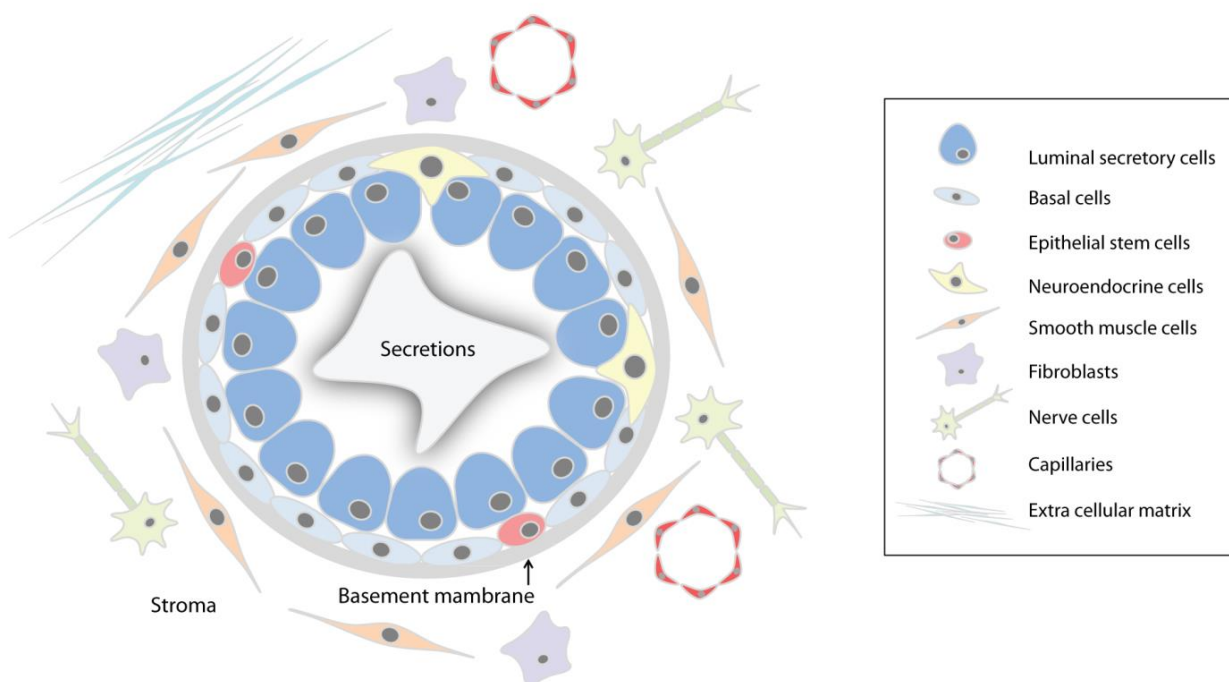 Secretions
Stroma
Basement mambrane
Luminal secretory cells
Basal cells
Epithelial stem cells
Neuroendocrine cells
Smooth muscle cells
Fibroblasts
Nerve cells
Capillaries
Extra cellular matrix